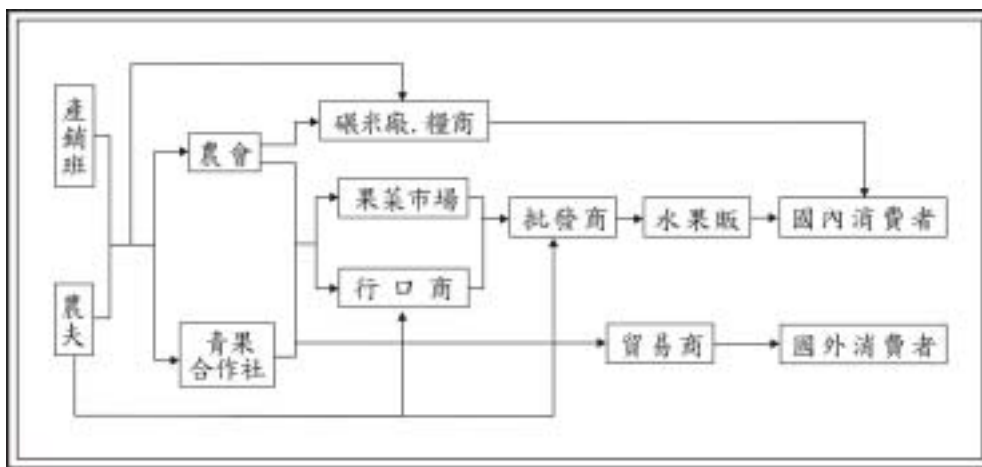 產銷班
農夫
農會
青果
合作社
碾米廠.糧商
果菜市場
行口商
批發商
水果販
國內消費者
貿易商
國外消費者